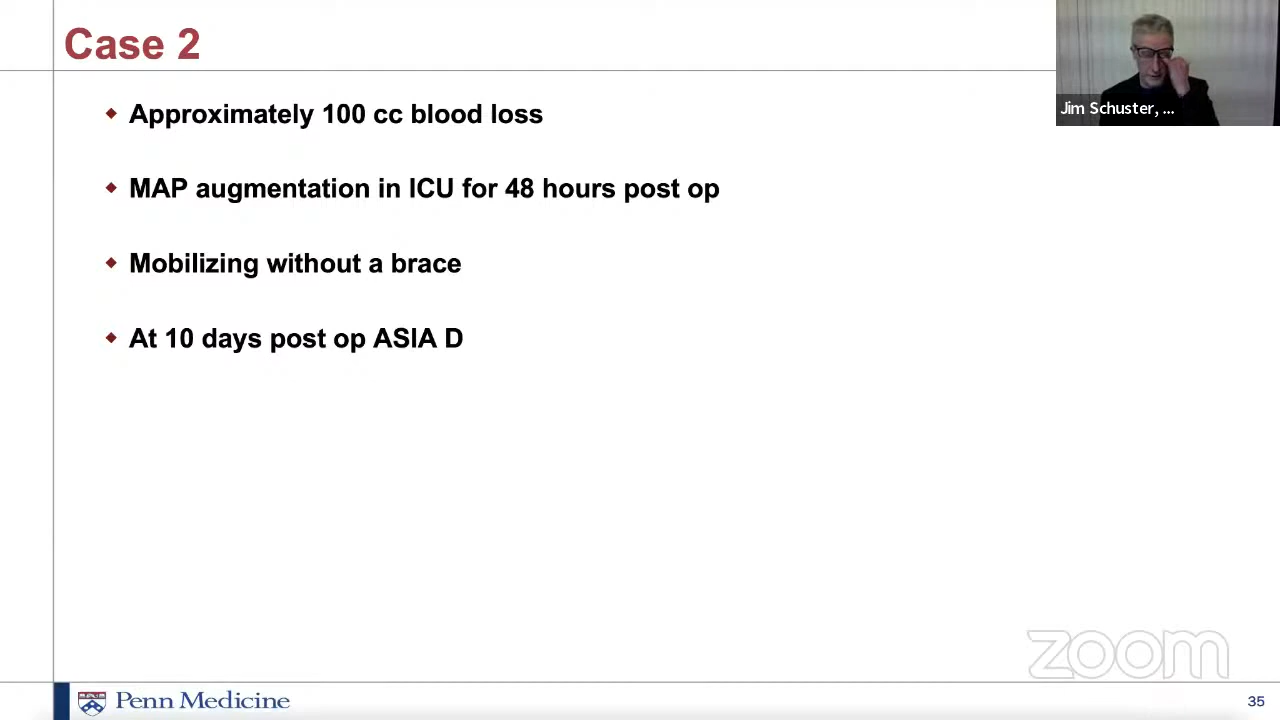 Case 2
Jim Schuster, ...
Approximately 100 cc blood loss
MAP augmentation in ICU for 48 hours post op
Mobilizing without a brace
At 10 days post op ASIA D
zoom
Penn Medicine
35